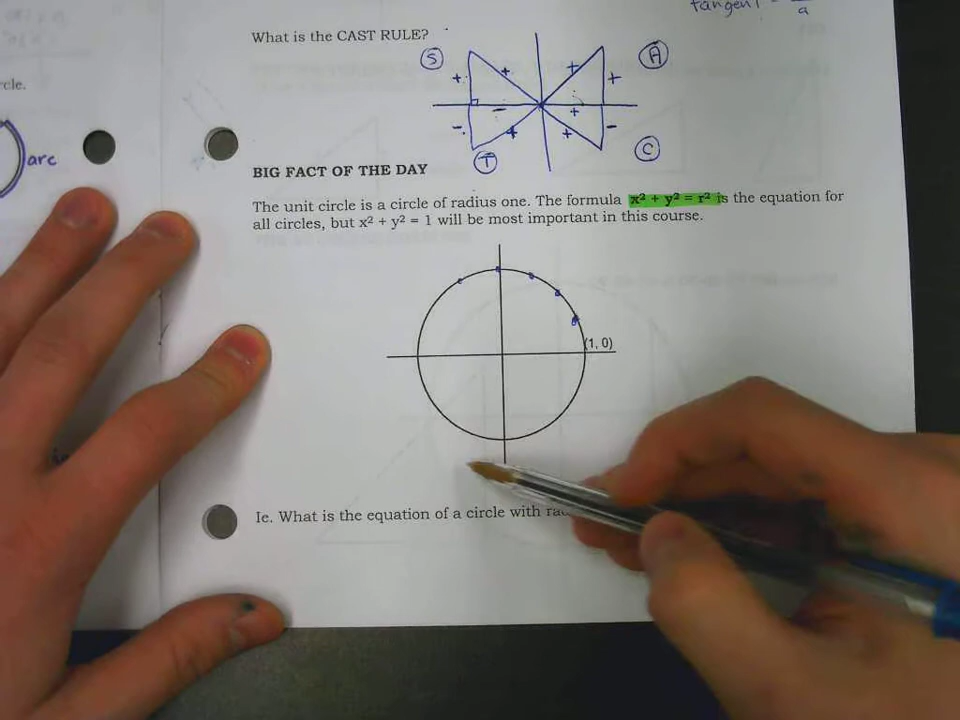 tangent = 
a
What is the CAST RULE?
S
A
+ + + +
- + -
+ + 
T
C
rcle.
arc
BIG FACT OF THE DAY
The unit circle is a circle of radius one. The formula x² + y² = r² is the equation for
all circles, but x² + y² = 1 will be most important in this course.
(1, 0)
Ie. What is the equation of a circle with